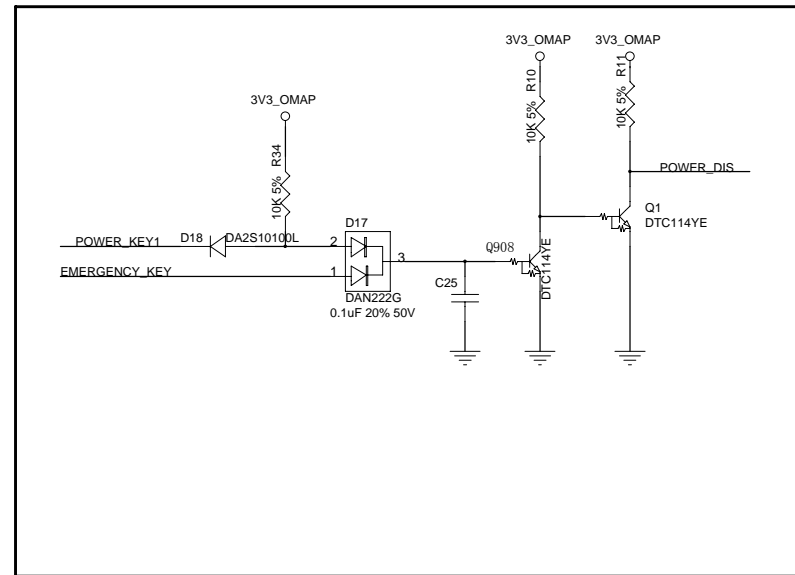 3V3_OMAP
3V3_OMAP
10K 5% R10
10K 5% R11
3V3_OMAP
10K 5% R34
POWER_DIS
Q1
DTC114YE
D17
POWER_KEY1
D18
DA2S10100L
2
3
Q908
DTC114YE
EMERGENCY_KEY
1
C25
DAN222G
0.1uF 20% 50V